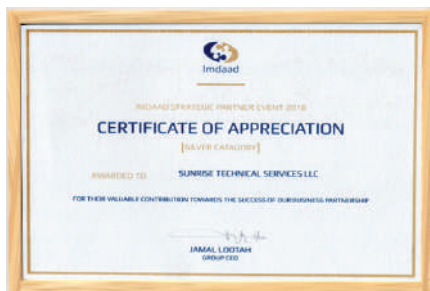 Imdaad
IMDAAD STRATEGIC PARTNER EVENT 2018
CERTIFICATE OF APPRECIATION
[SILVER CATAGORY]
AWARDED TO SUNRISE TECHNICAL SERVICES LLC
FOR THEIR VALUABLE CONTRIBUTION TOWARDS THE SUCCESS OF OUR BUSINESS PARTNERSHIP
JAMAL LOOTAH
GROUP CEO